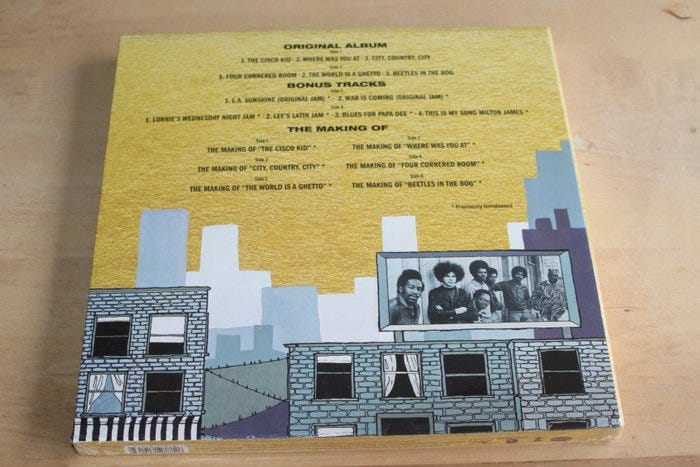 ORIGINAL ALBUM
Side 1
1. THE CISCO KID · 2. WHERE WAS YOU AT · 3. CITY, COUNTRY, CITY
1. FOUR CORNERED ROOM · 2. THE WORLD IS A GHETTO · 3. BEETLES IN THE BOG
BONUS TRACKS
Side 3
1. L.A. SUNSHINE (ORIGINAL JAM) * · 2. WAR IS COMING (ORIGINAL JAM) *
Side 4
1. LONNIE'S WEDNESDAY NIGHT JAM * · 2. LEE'S LATIN JAM * · 3. BLUES FOR PAPA DEE * · 4. THIS IS MY SONG MILTON JAMES *
THE MAKING OF
Side 1 Side 2
THE MAKING OF "THE CISCO KID" * THE MAKING OF "WHERE WAS YOU AT" *
Side 3 Side 4
THE MAKING OF "CITY, COUNTRY, CITY" * THE MAKING OF "FOUR CORNERED ROOM" *
Side 5 Side 6
THE MAKING OF "THE WORLD IS A GHETTO" * THE MAKING OF "BEETLES IN THE BOG" *
* Previously Unreleased